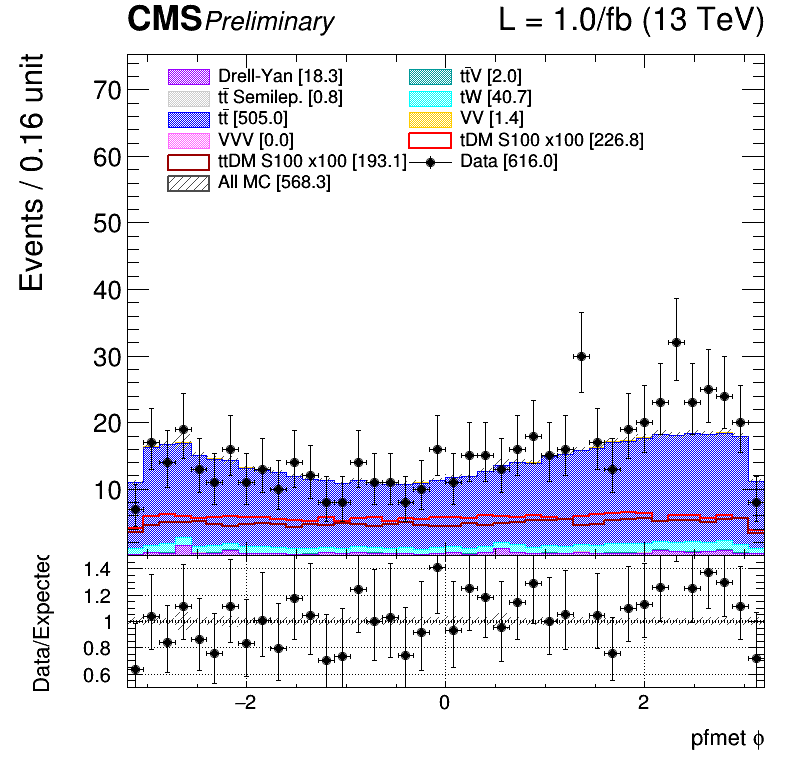 CMS Preliminary L = 1.0/fb (13 TeV)
Events / 0.16 unit
70
60
50
40
30
20
10
Drell-Yan [18.3]
tt̄V [2.0]
tt̄ Semilep. [0.8]
tW [40.7]
tt̄ [505.0]
VV [1.4]
VVV [0.0]
tDM S100 x100 [226.8]
ttDM S100 x100 [193.1]
Data [616.0]
All MC [568.3]
Data/Expected
1.4
1.2
1
0.8
0.6
−2 0 2
pfmet ϕ